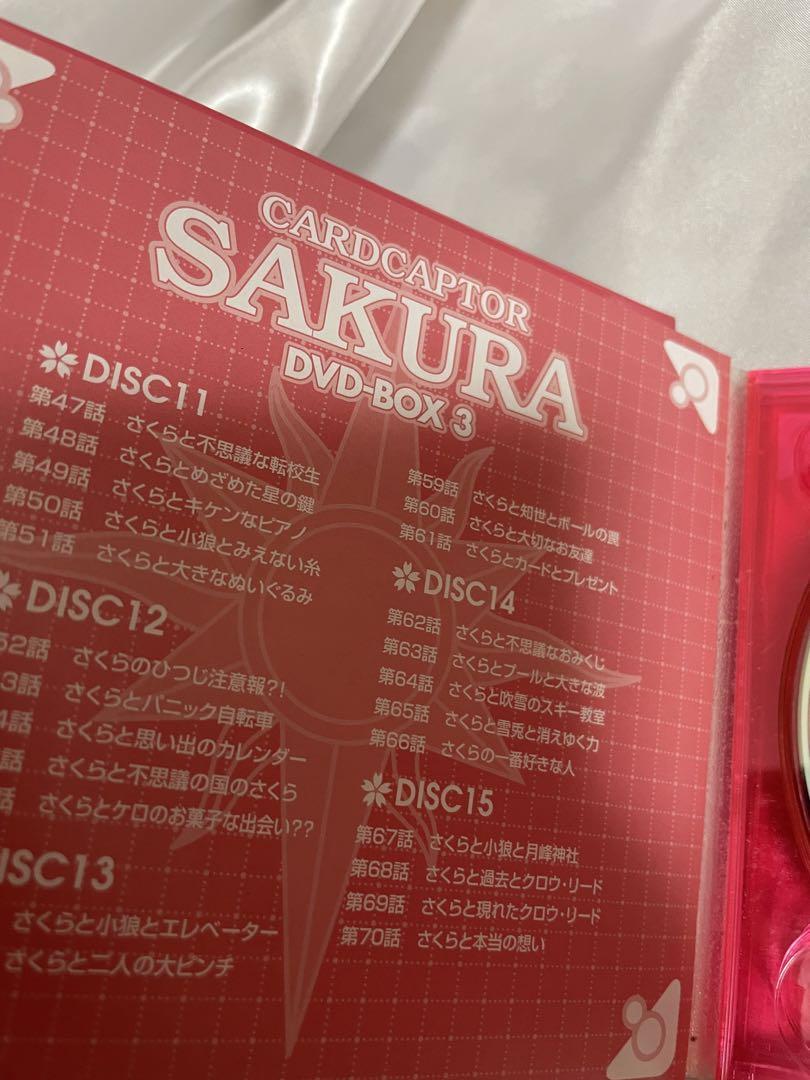 CARDCAPTOR
SAKURA
DVD-BOX 3
DISC11
第47話 さくらと不思議な転校生
第48話 さくらとめざめた星の鍵
第49話 さくらとキケンなピアノ
第50話 さくらと小狼とみえない糸
第51話 さくらと大きなぬいぐるみ
DISC12
52話 さくらのひつじ注意報?!
3話 さくらとパニック自転車
話 さくらと思い出のカレンダー
話 さくらと不思議の国のさくら
話 さくらとケロのお菓子な出会い??
ISC13
さくらと小狼とエレベーター
さくらと二人の大ピンチ
第59話 さくらと知世とボールの罠
第60話 さくらと大切なお友達
第61話 さくらとカードとプレゼント
DISC14
第62話 さくらと不思議なおみくじ
第63話 さくらとプールと大きな波
第64話 さくらと吹雪のスキー教室
第65話 さくらと雪兎と消えゆく力
第66話 さくらの一番好きな人
DISC15
第67話 さくらと小狼と月峰神社
第68話 さくらと過去とクロウ・リード
第69話 さくらと現れたクロウ・リード
第70話 さくらと本当の想い